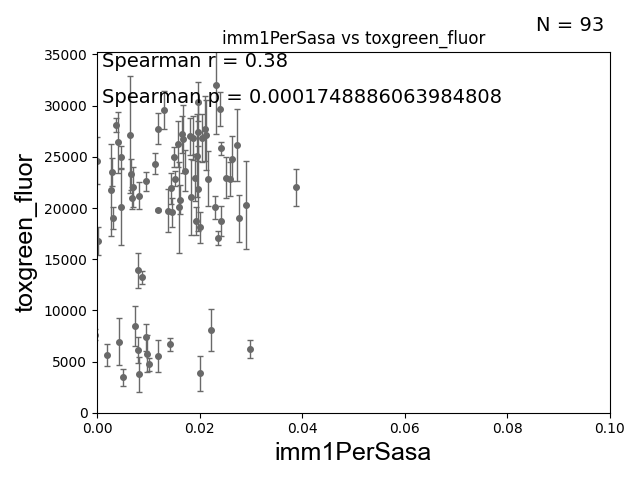 N = 93
imm1PerSasa vs toxgreen_fluor
Spearman r = 0.38
Spearman p = 0.0001748886063984808
35000
30000
25000
20000
15000
10000
5000
0
toxgreen_fluor
0.00 0.02 0.04 0.06 0.08 0.10
imm1PerSasa